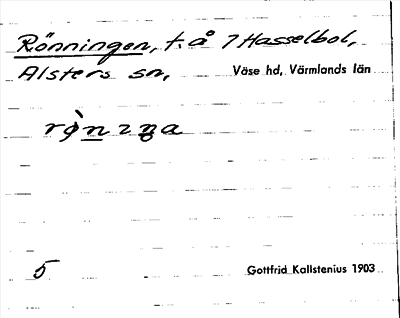 Rönningen, t. å 7 Hasselbol,
Alsters sn, Väse hd, Värmlands län
5 Gottfrid Kallstenius 1903